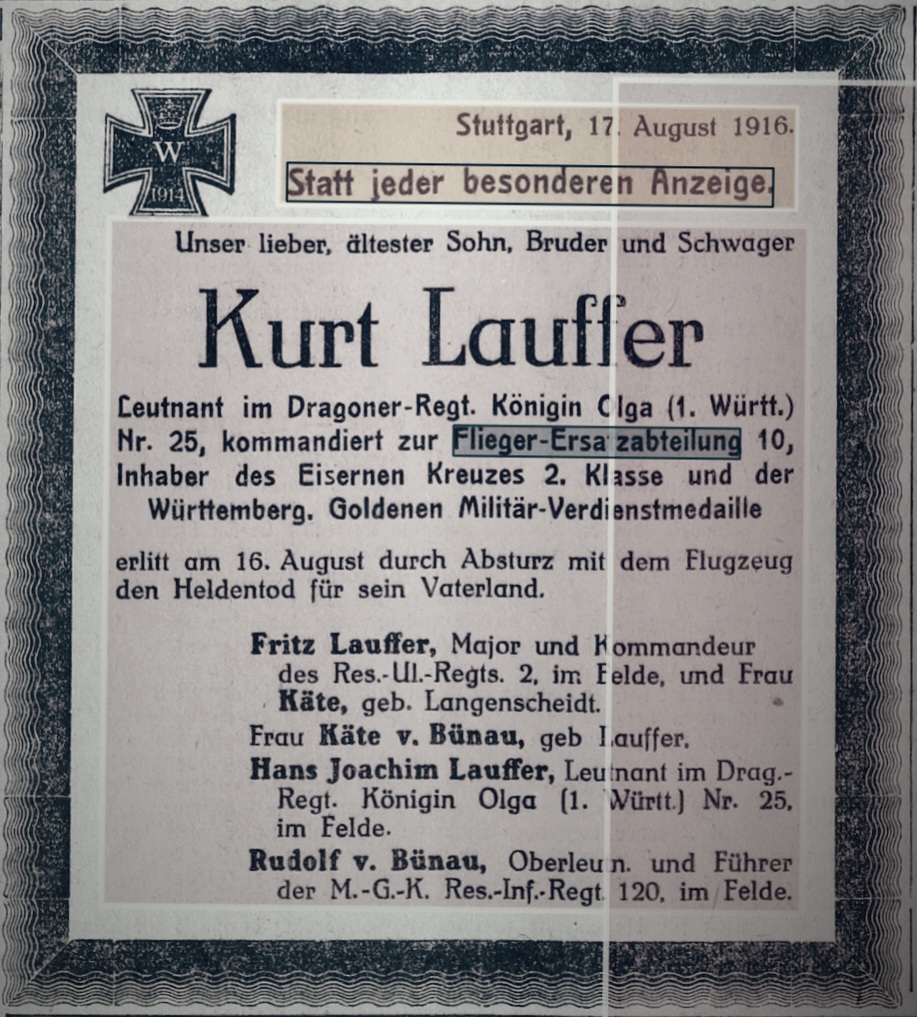 W
1914
Stuttgart, 17. August 1916.
Statt jeder besonderen Anzeige.
Unser lieber, ältester Sohn, Bruder und Schwager
Kurt Lauffer
Leutnant im Dragoner-Regt. Königin Olga (1. Württ.)
Nr. 25, kommandiert zur Flieger-Ersatzabteilung 10,
Inhaber des Eisernen Kreuzes 2. Klasse und der
Württemberg. Goldenen Militär-Verdienstmedaille
erlitt am 16. August durch Absturz mit dem Flugzeug
den Heldentod für sein Vaterland.
Fritz Lauffer, Major und Kommandeur
des Res.-Ul.-Regts. 2, im Felde, und Frau
Käte, geb. Langenscheidt.
Frau Käte v. Bünau, geb Lauffer.
Hans Joachim Lauffer, Leutnant im Drag.-
Regt. Königin Olga (1. Württ.) Nr. 25,
im Felde.
Rudolf v. Bünau, Oberleutn. und Führer
der M.-G.-K. Res.-Inf.-Regt. 120, im Felde.